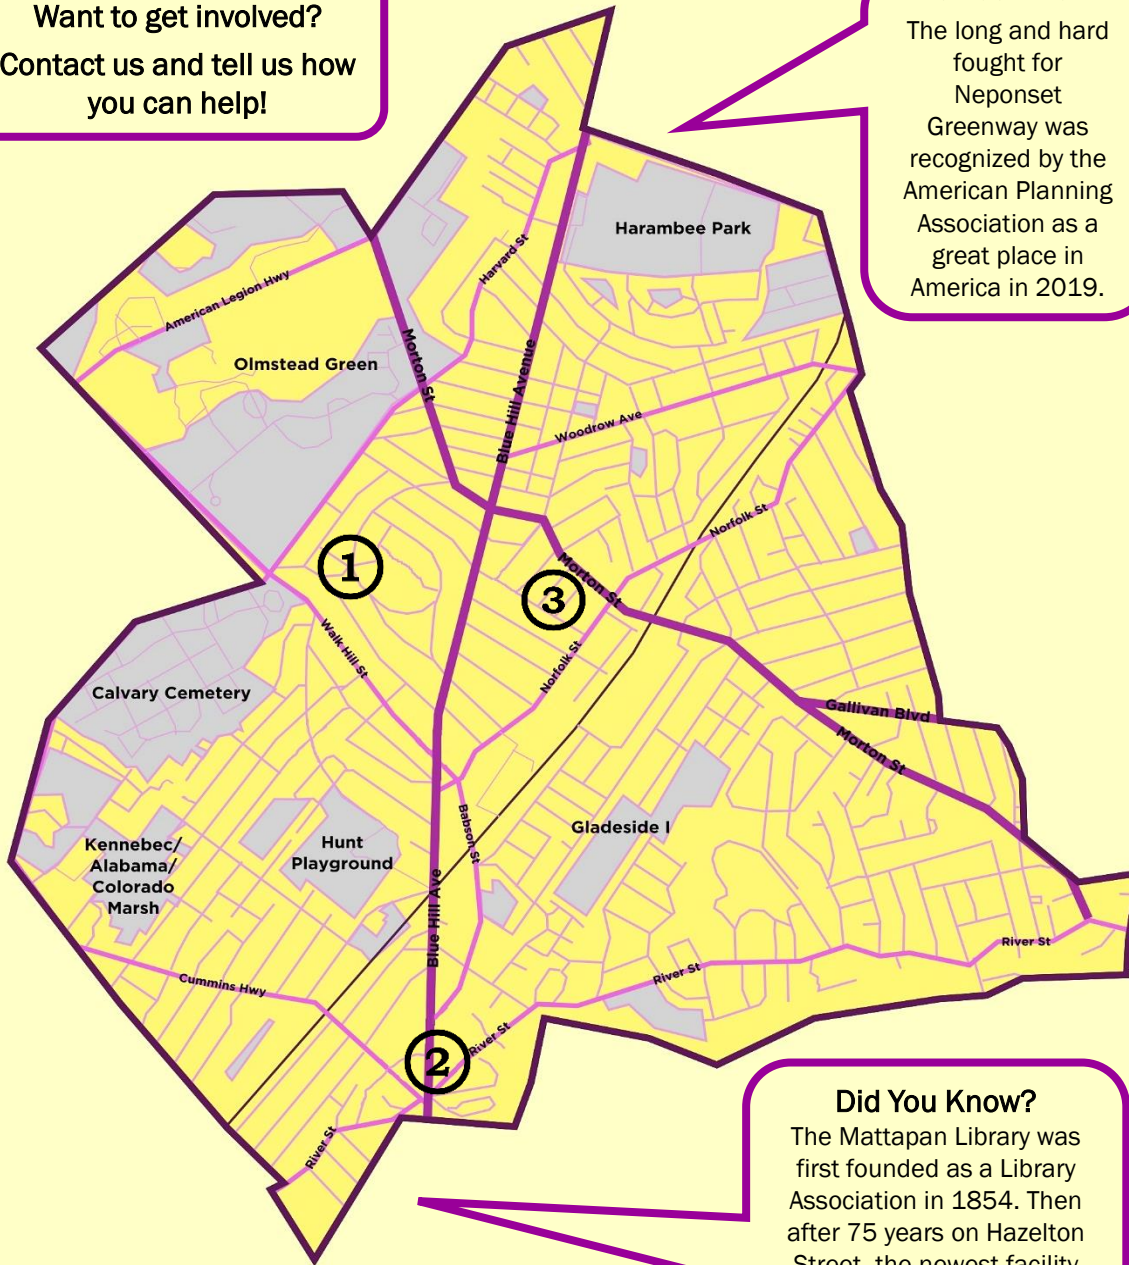 Want to get involved?
Contact us and tell us how
you can help!
The long and hard
fought for
Neponset
Greenway was
recognized by the
American Planning
Association as a
great place in
America in 2019.
Harambee Park
Harvard St
American Legion Hwy
Olmstead Green
Morton St
Blue Hill Avenue
Woodrow Ave
Norfolk St
1
Morton St
3
Walk Hill St
Norfolk St
Calvary Cemetery
Gallivan Blvd
Morton St
Babson St
Gladeside I
Hunt
Playground
Kennebec/
Alabama/
Colorado
Marsh
Blue Hill Ave
River St
River St
Cummins Hwy
River St
2
River St
Did You Know?
The Mattapan Library was
first founded as a Library
Association in 1854. Then
after 75 years on Hazelton
Street, the newest facility